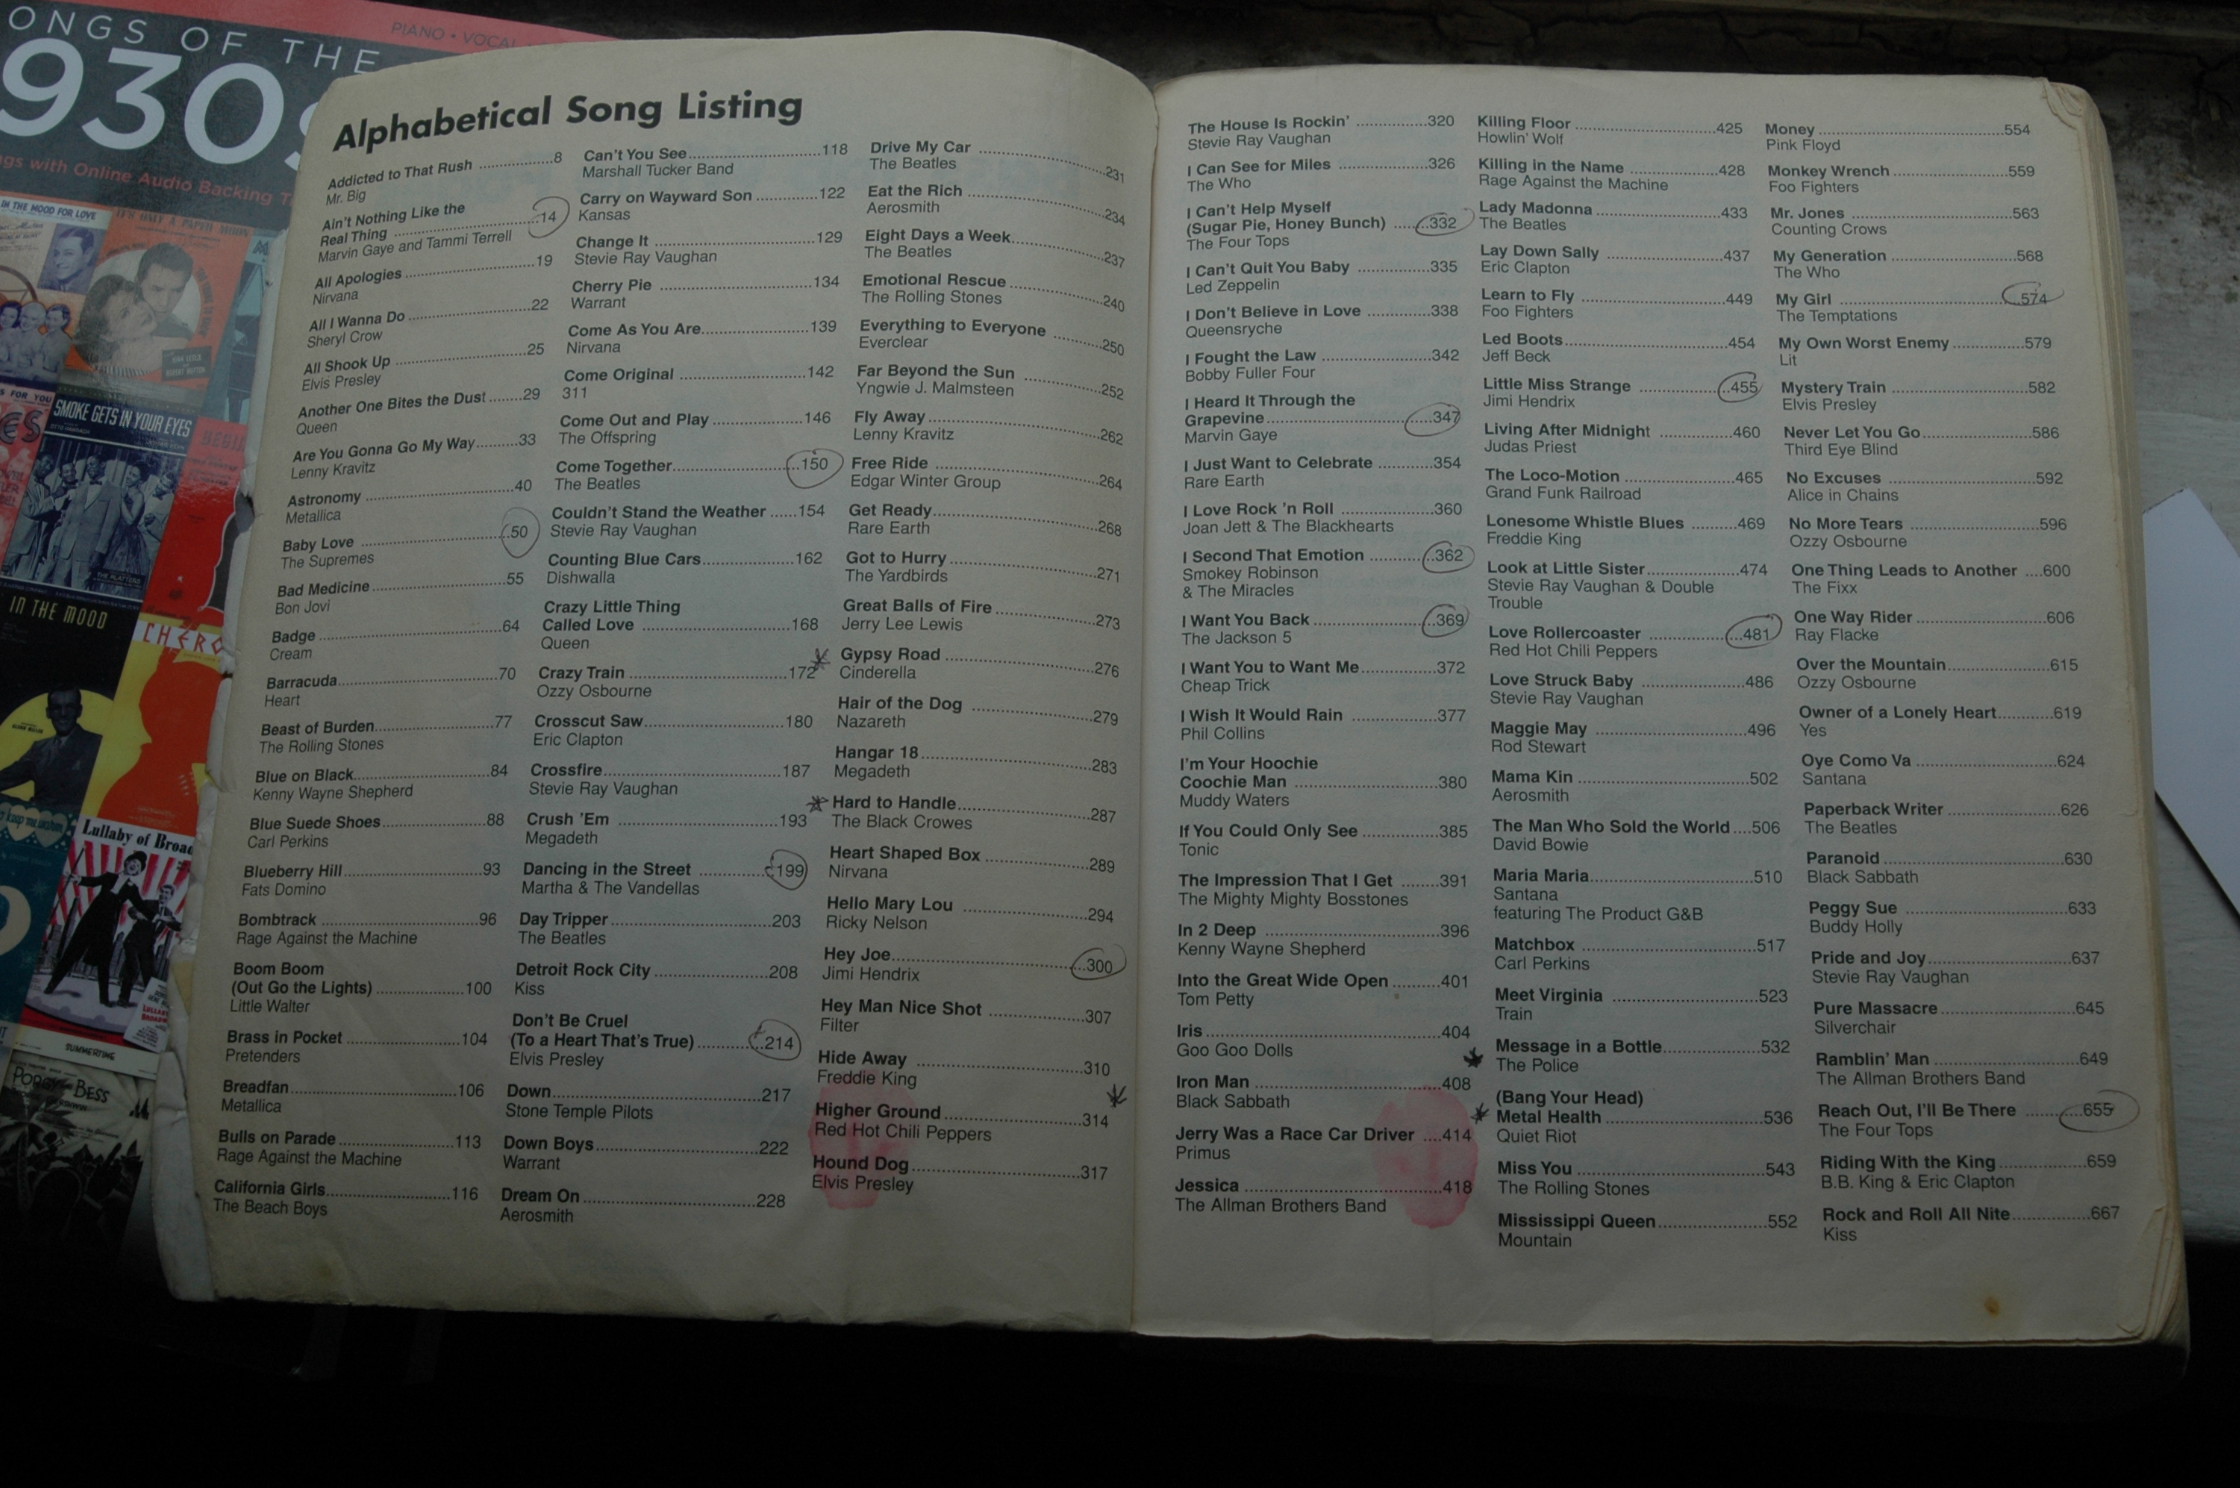 Alphabetical Song Listing
Addicted to That Rush ..............8
Mr. Big
Ain't Nothing Like the
Real Thing ..............14
Marvin Gaye and Tammi Terrell
All Apologies..............19
Nirvana
All I Wanna Do ..............22
Sheryl Crow
All Shook Up ..............25
Elvis Presley
Another One Bites the Dust......29
Queen
Are You Gonna Go My Way......33
Lenny Kravitz
Astronomy ..............40
Metallica
Baby Love ..............50
The Supremes
Bad Medicine..............55
Bon Jovi
Badge..............64
Cream
Barracuda..............70
Heart
Beast of Burden..............77
The Rolling Stones
Blue on Black..............84
Kenny Wayne Shepherd
Blue Suede Shoes..............88
Carl Perkins
Blueberry Hill..............93
Fats Domino
Bombtrack ..............96
Rage Against the Machine
Boom Boom
(Out Go the Lights) ..............100
Little Walter
Brass in Pocket ..............104
Pretenders
Breadfan..............106
Metallica
Bulls on Parade..............113
Rage Against the Machine
California Girls..............116
The Beach Boys
Can't You See..............118
Marshall Tucker Band
Carry on Wayward Son ..........122
Kansas
Change It ..............129
Stevie Ray Vaughan
Cherry Pie ..............134
Warrant
Come As You Are..............139
Nirvana
Come Original ..............142
311
Come Out and Play ..............146
The Offspring
Come Together..............150
The Beatles
Couldn't Stand the Weather ....154
Stevie Ray Vaughan
Counting Blue Cars..............162
Dishwalla
Crazy Little Thing
Called Love ..............168
Queen
Crazy Train ..............172
Ozzy Osbourne
Crosscut Saw..............180
Eric Clapton
Crossfire..............187
Stevie Ray Vaughan
Crush 'Em ..............193
Megadeth
Dancing in the Street ..............199
Martha & The Vandellas
Day Tripper..............203
The Beatles
Detroit Rock City ..............208
Kiss
Don't Be Cruel
(To a Heart That's True) ..........214
Elvis Presley
Down..............217
Stone Temple Pilots
Down Boys..............222
Warrant
Dream On..............228
Aerosmith
Drive My Car ..............231
The Beatles
Eat the Rich ..............234
Aerosmith
Eight Days a Week..............237
The Beatles
Emotional Rescue..............240
The Rolling Stones
Everything to Everyone ..........250
Everclear
Far Beyond the Sun ..............252
Yngwie J. Malmsteen
Fly Away..............262
Lenny Kravitz
Free Ride ..............264
Edgar Winter Group
Get Ready..............268
Rare Earth
Got to Hurry..............271
The Yardbirds
Great Balls of Fire ..............273
Jerry Lee Lewis
Gypsy Road ..............276
Cinderella
Hair of the Dog ..............279
Nazareth
Hangar 18..............283
Megadeth
Hard to Handle..............287
The Black Crowes
Heart Shaped Box ..............289
Nirvana
Hello Mary Lou ..............294
Ricky Nelson
Hey Joe..............300
Jimi Hendrix
Hey Man Nice Shot ..............307
Filter
Hide Away ..............310
Freddie King
Higher Ground..............314
Red Hot Chili Peppers
Hound Dog..............317
Elvis Presley
The House Is Rockin' ..............320
Stevie Ray Vaughan
I Can See for Miles ..............326
The Who
I Can't Help Myself
(Sugar Pie, Honey Bunch) ......332
The Four Tops
I Can't Quit You Baby ..............335
Led Zeppelin
I Don't Believe in Love ..............338
Queensryche
I Fought the Law ..............342
Bobby Fuller Four
I Heard It Through the
Grapevine..............347
Marvin Gaye
I Just Want to Celebrate ..........354
Rare Earth
I Love Rock 'n Roll ..............360
Joan Jett & The Blackhearts
I Second That Emotion ..........362
Smokey Robinson
& The Miracles
I Want You Back..............369
The Jackson 5
I Want You to Want Me..........372
Cheap Trick
I Wish It Would Rain ..............377
Phil Collins
I'm Your Hoochie
Coochie Man ..............380
Muddy Waters
If You Could Only See ..............385
Tonic
The Impression That I Get ......391
The Mighty Mighty Bosstones
In 2 Deep ..............396
Kenny Wayne Shepherd
Into the Great Wide Open ......401
Tom Petty
Iris..............404
Goo Goo Dolls
Iron Man ..............408
Black Sabbath
Jerry Was a Race Car Driver ...414
Primus
Jessica ..............418
The Allman Brothers Band
Killing Floor ..............425
Howlin' Wolf
Killing in the Name ..............428
Rage Against the Machine
Lady Madonna..............433
The Beatles
Lay Down Sally ..............437
Eric Clapton
Learn to Fly ..............449
Foo Fighters
Led Boots..............454
Jeff Beck
Little Miss Strange ..............455
Jimi Hendrix
Living After Midnight ..............460
Judas Priest
The Loco-Motion ..............465
Grand Funk Railroad
Lonesome Whistle Blues ........469
Freddie King
Look at Little Sister..............474
Stevie Ray Vaughan & Double
Trouble
Love Rollercoaster ..............481
Red Hot Chili Peppers
Love Struck Baby ..............486
Stevie Ray Vaughan
Maggie May ..............496
Rod Stewart
Mama Kin ..............502
Aerosmith
The Man Who Sold the World ...506
David Bowie
Maria Maria..............510
Santana
featuring The Product G&B
Matchbox ..............517
Carl Perkins
Meet Virginia ..............523
Train
Message in a Bottle..............532
The Police
(Bang Your Head)
Metal Health ..............536
Quiet Riot
Miss You ..............543
The Rolling Stones
Mississippi Queen..............552
Mountain
Money ..............554
Pink Floyd
Monkey Wrench ..............559
Foo Fighters
Mr. Jones ..............563
Counting Crows
My Generation ..............568
The Who
My Girl ..............574
The Temptations
My Own Worst Enemy ..........579
Lit
Mystery Train ..............582
Elvis Presley
Never Let You Go..............586
Third Eye Blind
No Excuses ..............592
Alice in Chains
No More Tears ..............596
Ozzy Osbourne
One Thing Leads to Another ...600
The Fixx
One Way Rider ..............606
Ray Flacke
Over the Mountain..............615
Ozzy Osbourne
Owner of a Lonely Heart........619
Yes
Oye Como Va ..............624
Santana
Paperback Writer ..............626
The Beatles
Paranoid..............630
Black Sabbath
Peggy Sue ..............633
Buddy Holly
Pride and Joy..............637
Stevie Ray Vaughan
Pure Massacre..............645
Silverchair
Ramblin' Man ..............649
The Allman Brothers Band
Reach Out, I'll Be There ..........655
The Four Tops
Riding With the King ..............659
B.B. King & Eric Clapton
Rock and Roll All Nite..............667
Kiss
PIANO • VOCAL
ONGS OF THE
930
gs with Online Audio Backing
IN THE MOOD FOR LOVE
SMOKE GETS IN YOUR EYES
IN THE MOOD
CHEEK
Lullaby of Broad
SUMMERTIME
PORGY
BESS